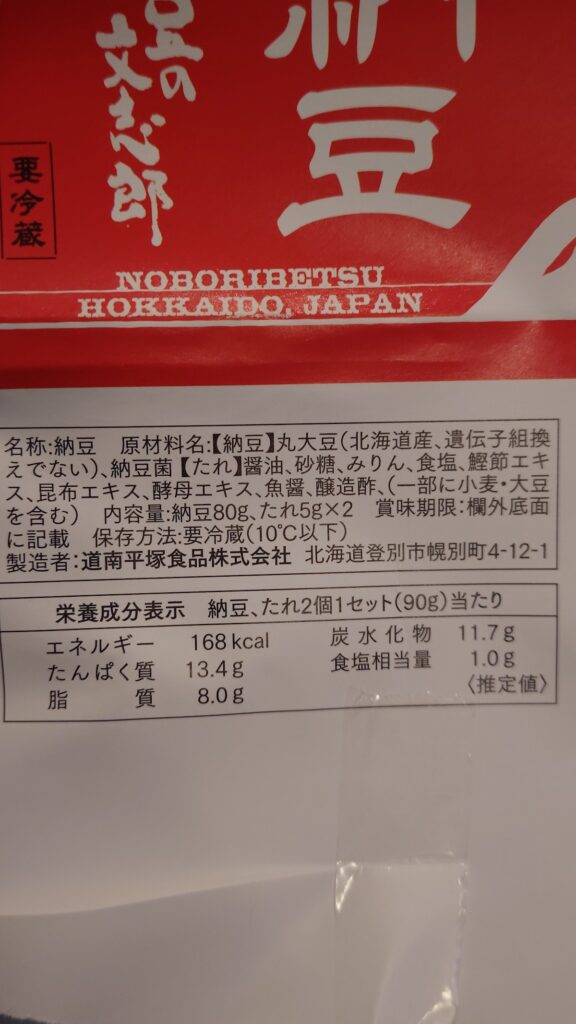 豆の
文志郎
豆
要冷蔵
NOBORIBETSU
HOKKAIDO, JAPAN
名称:納豆 原材料名:【納豆】丸大豆(北海道産、遺伝子組換
えでない)、納豆菌【たれ】醤油、砂糖、みりん、食塩、鰹節エキ
ス、昆布エキス、酵母エキス、魚醤、醸造酢、(一部に小麦・大豆
を含む) 内容量:納豆80g、たれ5g×2 賞味期限:欄外底面
に記載 保存方法:要冷蔵(10℃以下)
製造者:道南平塚食品株式会社 北海道登別市幌別町4-12-1
栄養成分表示 納豆、たれ2個1セット(90g)当たり
エネルギー 168kcal 炭水化物 11.7g
たんぱく質 13.4g 食塩相当量 1.0g
脂質 8.0g 〈推定値〉